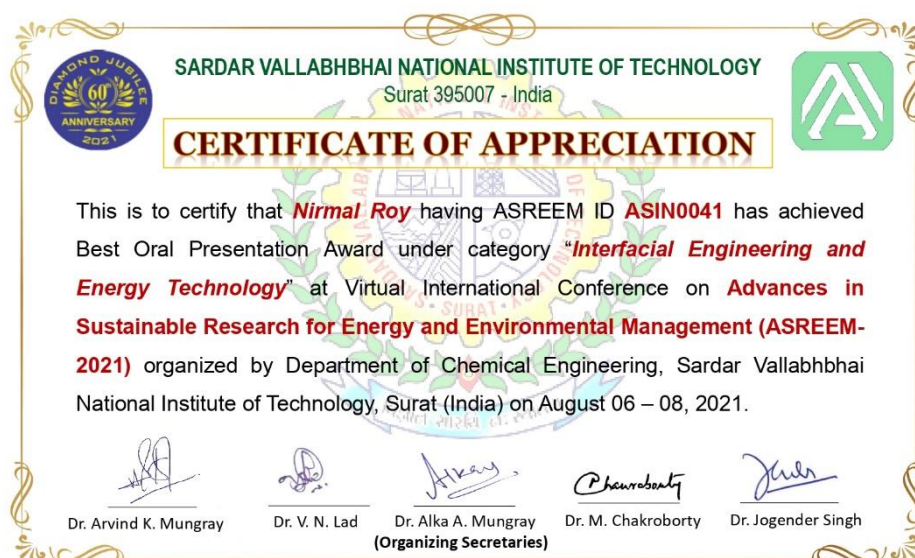 SARDAR VALLABHBHAI NATIONAL INSTITUTE OF TECHNOLOGY
Surat 395007 - India
DIAMOND JUBILEE
60
ANNIVERSARY
2021
CERTIFICATE OF APPRECIATION
This is to certify that Nirmal Roy having ASREEM ID ASIN0041 has achieved
Best Oral Presentation Award under category “Interfacial Engineering and
Energy Technology” at Virtual International Conference on Advances in
Sustainable Research for Energy and Environmental Management (ASREEM-
2021) organized by Department of Chemical Engineering, Sardar Vallabhbhai
National Institute of Technology, Surat (India) on August 06 – 08, 2021.
Dr. Arvind K. Mungray
Dr. V. N. Lad
Dr. Alka A. Mungray
Dr. M. Chakroborty
Dr. Jogender Singh
(Organizing Secretaries)